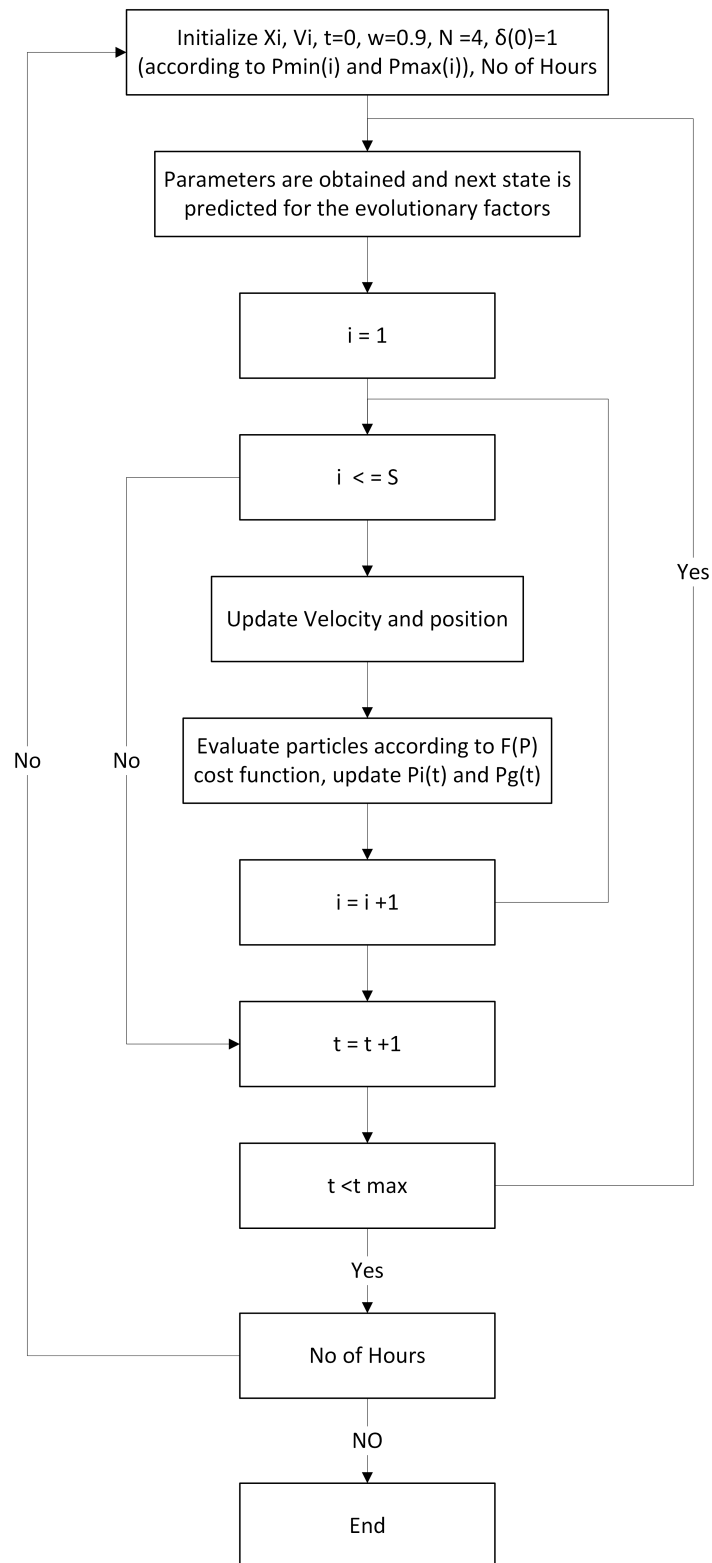 Initialize Xi, Vi, t=0, w=0.9, N =4, δ(0)=1
(according to Pmin(i) and Pmax(i)), No of Hours
Parameters are obtained and next state is
predicted for the evolutionary factors
i = 1
i < = S
Yes
Update Velocity and position
Evaluate particles according to F(P)
cost function, update Pi(t) and Pg(t)
No
No
i = i +1
t = t +1
t <t max
Yes
No of Hours
NO
End